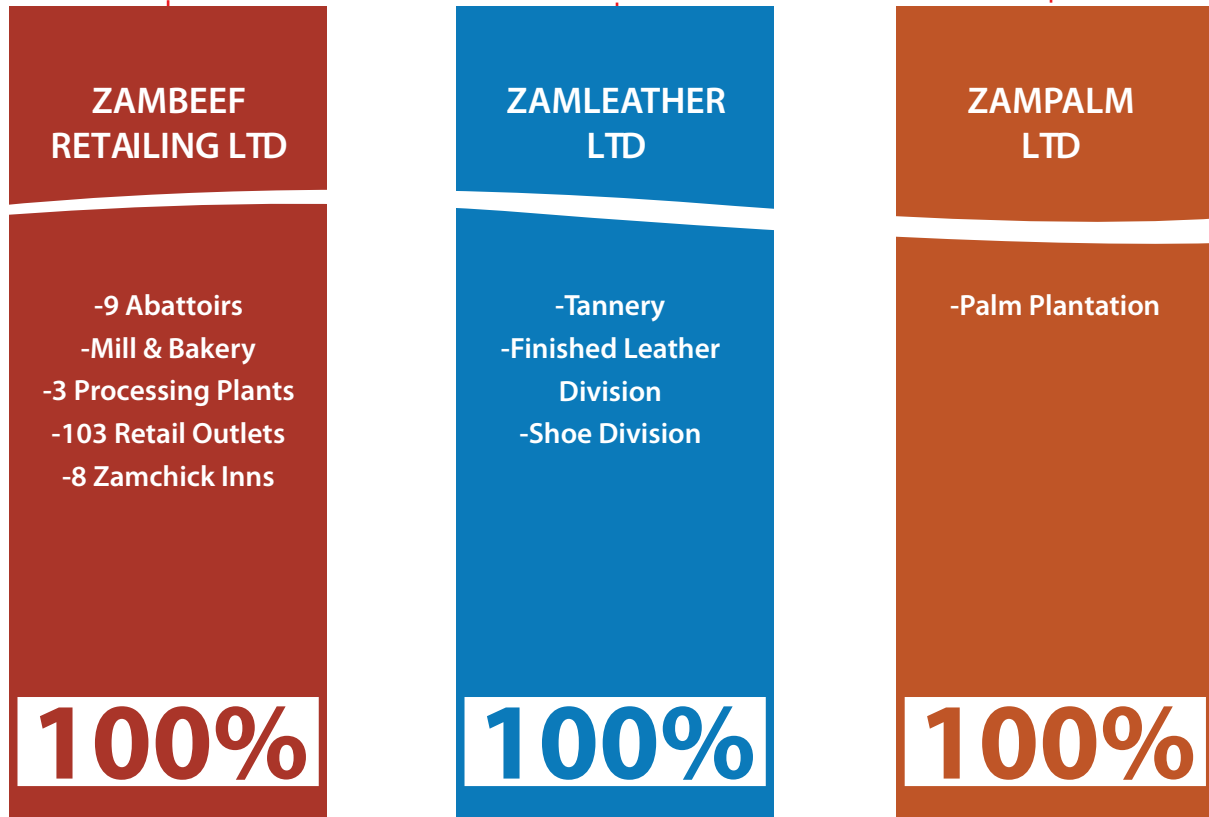 ZAMBEEF
RETAILING LTD
-9 Abattoirs
-Mill & Bakery
-3 Processing Plants
-103 Retail Outlets
-8 Zamchick Inns
100%
ZAMLEATHER
LTD
-Tannery
-Finished Leather
Division
-Shoe Division
100%
ZAMPALM
LTD
-Palm Plantation
100%